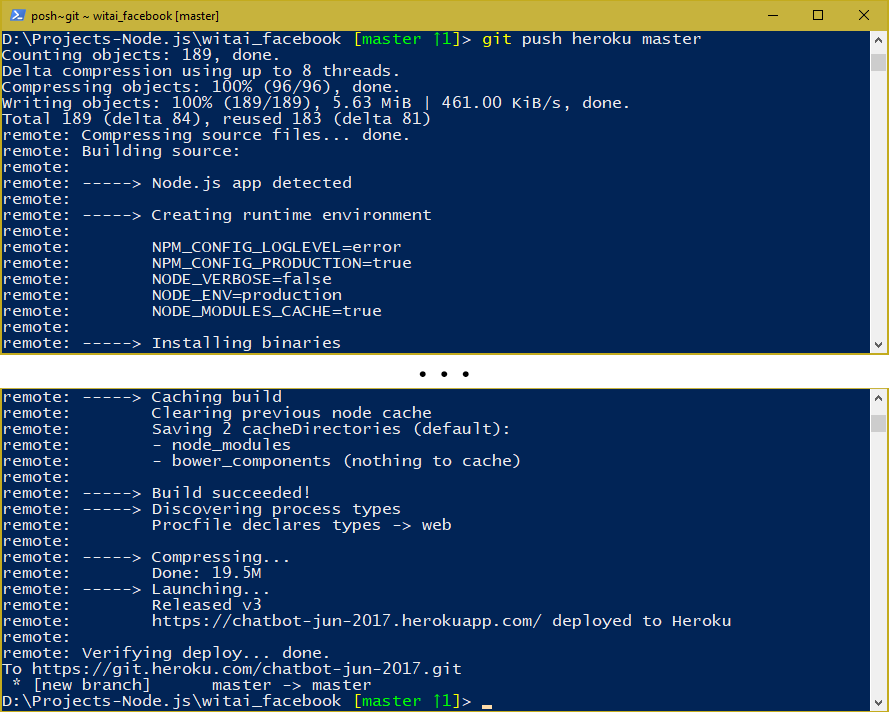 posh~git ~ witai_facebook [master]
D:\Projects-Node.js\witai_facebook [master ↑1]> git push heroku master
Counting objects: 189, done.
Delta compression using up to 8 threads.
Compressing objects: 100% (96/96), done.
Writing objects: 100% (189/189), 5.63 MiB | 461.00 KiB/s, done.
Total 189 (delta 84), reused 183 (delta 81)
remote: Compressing source files... done.
remote: Building source:
remote:
remote: -----> Node.js app detected
remote:
remote: -----> Creating runtime environment
remote:
remote:        NPM_CONFIG_LOGLEVEL=error
remote:        NPM_CONFIG_PRODUCTION=true
remote:        NODE_VERBOSE=false
remote:        NODE_ENV=production
remote:        NODE_MODULES_CACHE=true
remote:
remote: -----> Installing binaries
• • •
remote: -----> Caching build
remote:        Clearing previous node cache
remote:        Saving 2 cacheDirectories (default):
remote:        - node_modules
remote:        - bower_components (nothing to cache)
remote:
remote: -----> Build succeeded!
remote: -----> Discovering process types
remote:        Procfile declares types -> web
remote:
remote: -----> Compressing...
remote:        Done: 19.5M
remote: -----> Launching...
remote:        Released v3
remote:        https://chatbot-jun-2017.herokuapp.com/ deployed to Heroku
remote:
remote: Verifying deploy... done.
To https://git.heroku.com/chatbot-jun-2017.git
 * [new branch]      master -> master
D:\Projects-Node.js\witai_facebook [master ↑1]> _